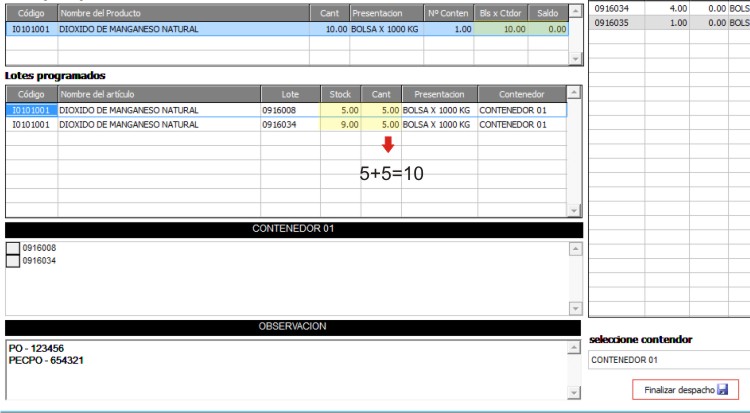 Código Nombre del Producto Cant Presentacion Nº Conten Bls x Ctdor Saldo
I0101001 DIOXIDO DE MANGANESO NATURAL 10.00 BOLSA X 1000 KG 1.00 10.00 0.00
0916034 4.00 0.00 BOLS
0916035 1.00 0.00 BOLS
Lotes programados
Código Nombre del artículo Lote Stock Cant Presentacion Contenedor
I0101001 DIOXIDO DE MANGANESO NATURAL 0916008 5.00 5.00 BOLSA X 1000 KG CONTENEDOR 01
I0101001 DIOXIDO DE MANGANESO NATURAL 0916034 9.00 5.00 BOLSA X 1000 KG CONTENEDOR 01
5+5=10
CONTENEDOR 01
0916008
0916034
OBSERVACION
PO - 123456
PECPO - 654321
seleccione contendor
CONTENEDOR 01
Finalizar despacho